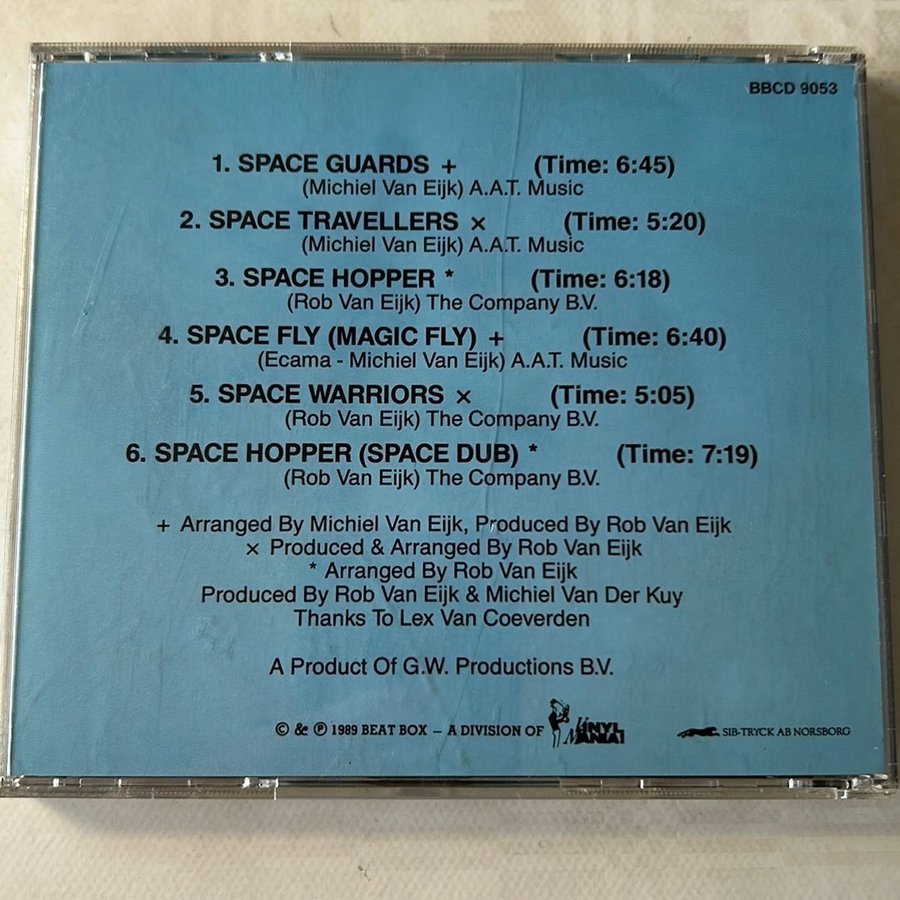 BBCD 9053
1. SPACE GUARDS + (Time: 6:45)
(Michiel Van Eijk) A.A.T. Music
2. SPACE TRAVELLERS × (Time: 5:20)
(Michiel Van Eijk) A.A.T. Music
3. SPACE HOPPER * (Time: 6:18)
(Rob Van Eijk) The Company B.V.
4. SPACE FLY (MAGIC FLY) + (Time: 6:40)
(Ecama - Michiel Van Eijk) A.A.T. Music
5. SPACE WARRIORS × (Time: 5:05)
(Rob Van Eijk) The Company B.V.
6. SPACE HOPPER (SPACE DUB) * (Time: 7:19)
(Rob Van Eijk) The Company B.V.
+ Arranged By Michiel Van Eijk, Produced By Rob Van Eijk
× Produced & Arranged By Rob Van Eijk
* Arranged By Rob Van Eijk
Produced By Rob Van Eijk & Michiel Van Der Kuy
Thanks To Lex Van Coeverden
A Product Of G.W. Productions B.V.
© & ℗ 1989 BEAT BOX – A DIVISION OF VINYL MANIA! SIB-TRYCK AB NORSBORG